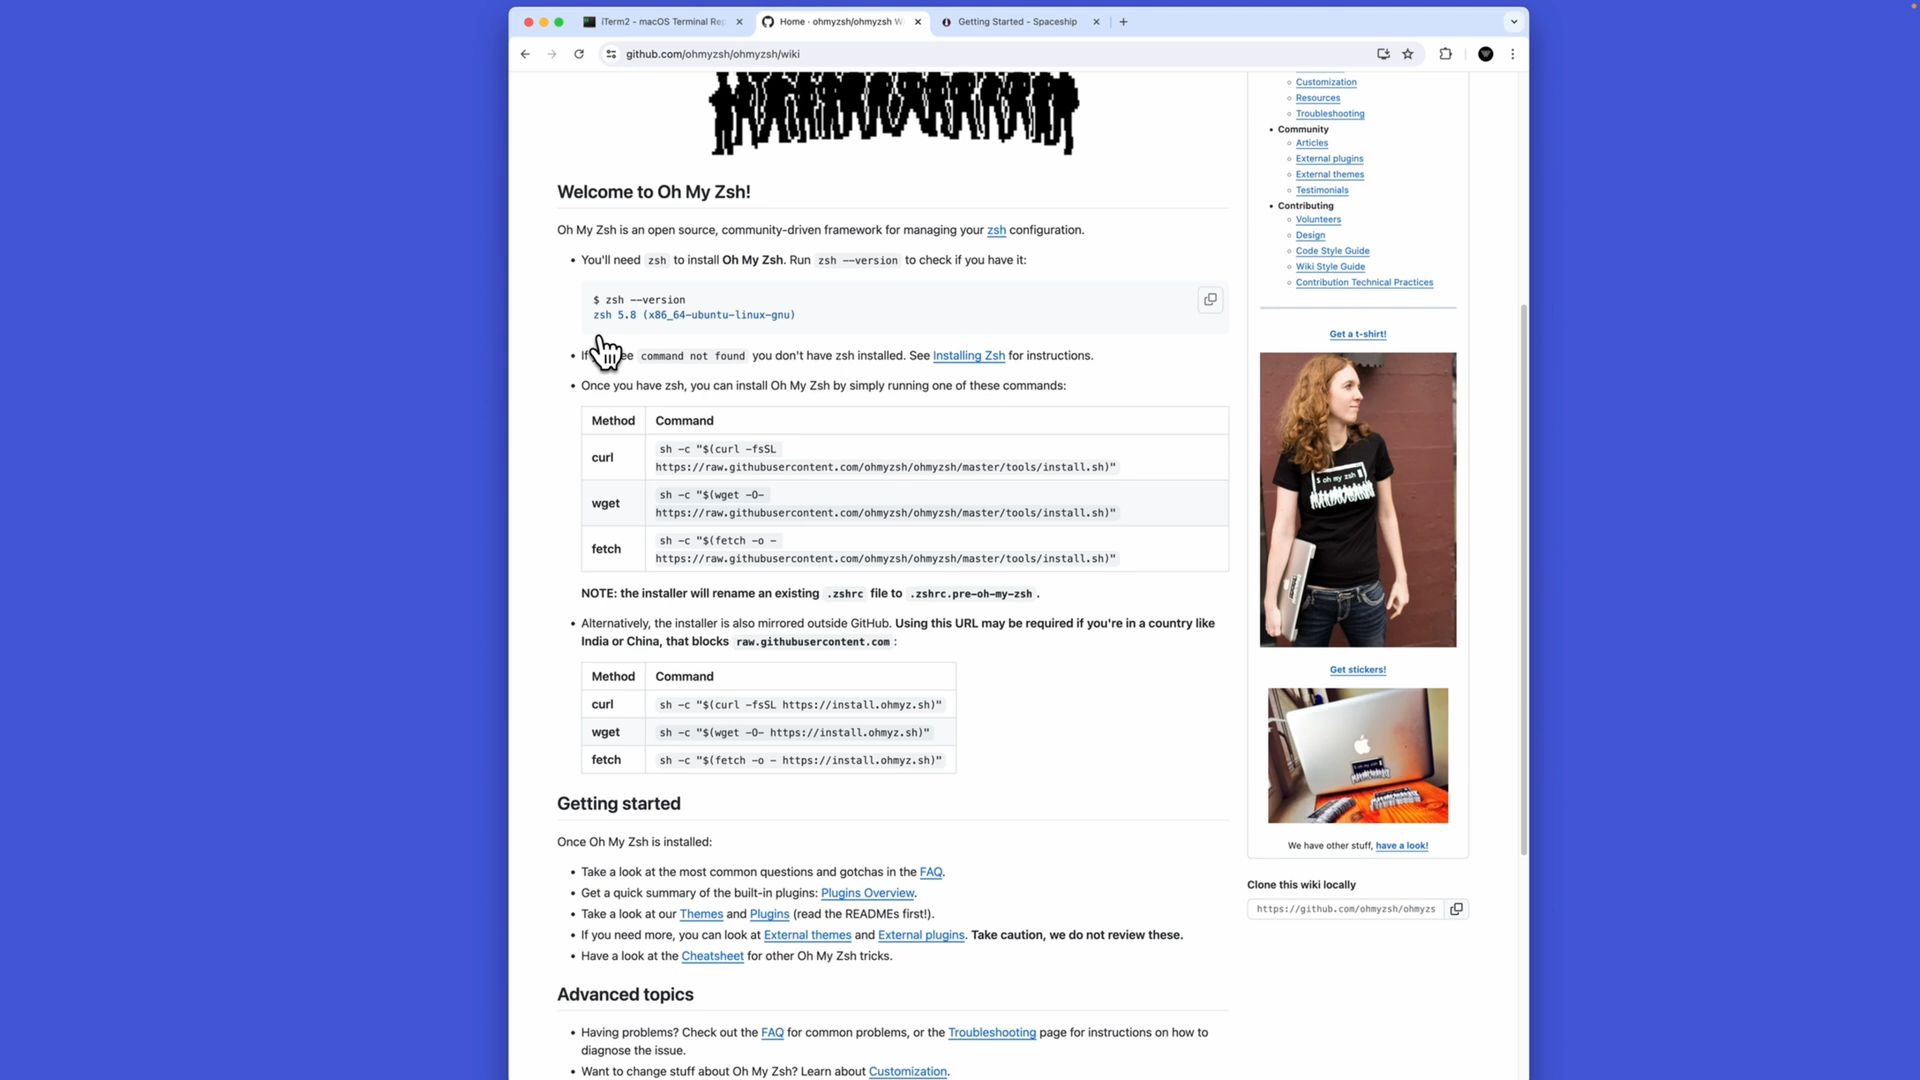 iTerm2 - macOS Terminal Rep
Home · ohmyzsh/ohmyzsh W
Getting Started - Spaceship
github.com/ohmyzsh/ohmyzsh/wiki
Welcome to Oh My Zsh!
Oh My Zsh is an open source, community-driven framework for managing your zsh configuration.
• You'll need zsh to install Oh My Zsh. Run zsh --version to check if you have it:
$ zsh --version
zsh 5.8 (x86_64-ubuntu-linux-gnu)
• If ee command not found you don't have zsh installed. See Installing Zsh for instructions.
• Once you have zsh, you can install Oh My Zsh by simply running one of these commands:
Method Command
curl sh -c "$(curl -fsSL
https://raw.githubusercontent.com/ohmyzsh/ohmyzsh/master/tools/install.sh)"
wget sh -c "$(wget -O-
https://raw.githubusercontent.com/ohmyzsh/ohmyzsh/master/tools/install.sh)"
fetch sh -c "$(fetch -o -
https://raw.githubusercontent.com/ohmyzsh/ohmyzsh/master/tools/install.sh)"
NOTE: the installer will rename an existing .zshrc file to .zshrc.pre-oh-my-zsh .
• Alternatively, the installer is also mirrored outside GitHub. Using this URL may be required if you're in a country like
India or China, that blocks raw.githubusercontent.com :
Method Command
curl sh -c "$(curl -fsSL https://install.ohmyz.sh)"
wget sh -c "$(wget -O- https://install.ohmyz.sh)"
fetch sh -c "$(fetch -o - https://install.ohmyz.sh)"
Getting started
Once Oh My Zsh is installed:
• Take a look at the most common questions and gotchas in the FAQ.
• Get a quick summary of the built-in plugins: Plugins Overview.
• Take a look at our Themes and Plugins (read the READMEs first!).
• If you need more, you can look at External themes and External plugins. Take caution, we do not review these.
• Have a look at the Cheatsheet for other Oh My Zsh tricks.
Advanced topics
• Having problems? Check out the FAQ for common problems, or the Troubleshooting page for instructions on how to
diagnose the issue.
• Want to change stuff about Oh My Zsh? Learn about Customization.
Customization
Resources
Troubleshooting
• Community
Articles
External plugins
External themes
Testimonials
• Contributing
Volunteers
Design
Code Style Guide
Wiki Style Guide
Contribution Technical Practices
Get a t-shirt!
$ oh my zsh
Get stickers!
We have other stuff, have a look!
Clone this wiki locally
https://github.com/ohmyzsh/ohmyzs